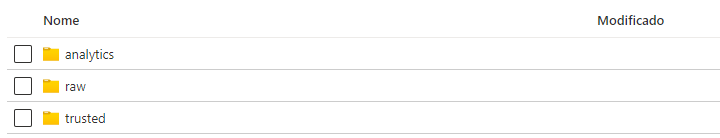 Nome Modificado
analytics
raw
trusted